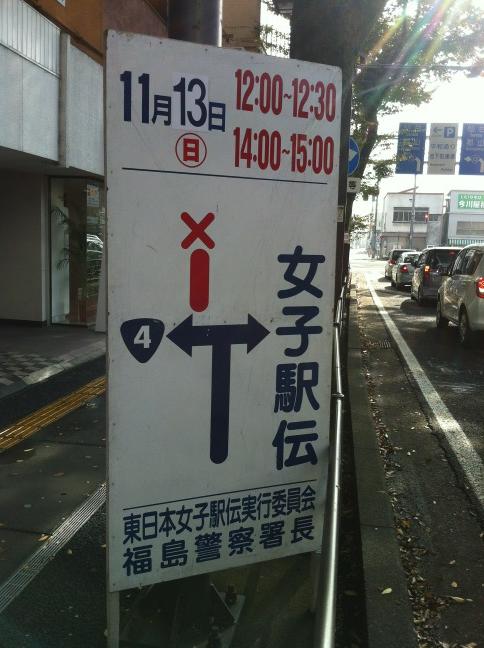 11月13日
㊐
12:00~12:30
14:00~15:00
4
女子駅伝
東日本女子駅伝実行委員会
福島警察署長
P